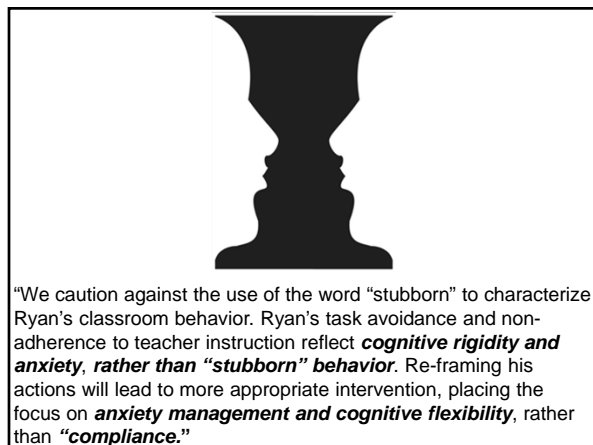 “We caution against the use of the word “stubborn” to characterize
Ryan’s classroom behavior. Ryan’s task avoidance and non-
adherence to teacher instruction reflect cognitive rigidity and
anxiety, rather than “stubborn” behavior. Re-framing his
actions will lead to more appropriate intervention, placing the
focus on anxiety management and cognitive flexibility, rather
than “compliance.”